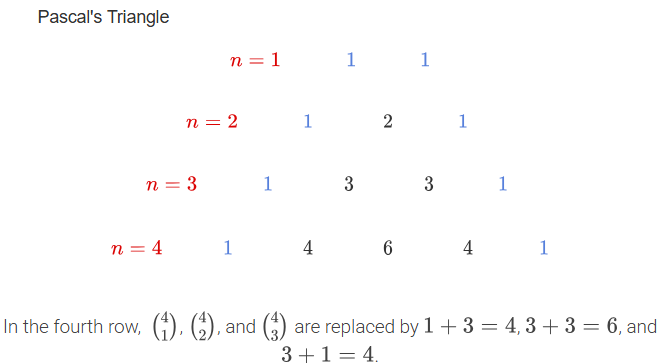 Pascal's Triangle
n = 1 1 1
n = 2 1 2 1
n = 3 1 3 3 1
n = 4 1 4 6 4 1
In the fourth row, $\binom{4}{1}$, $\binom{4}{2}$, and $\binom{4}{3}$ are replaced by 1 + 3 = 4, 3 + 3 = 6, and
3 + 1 = 4.